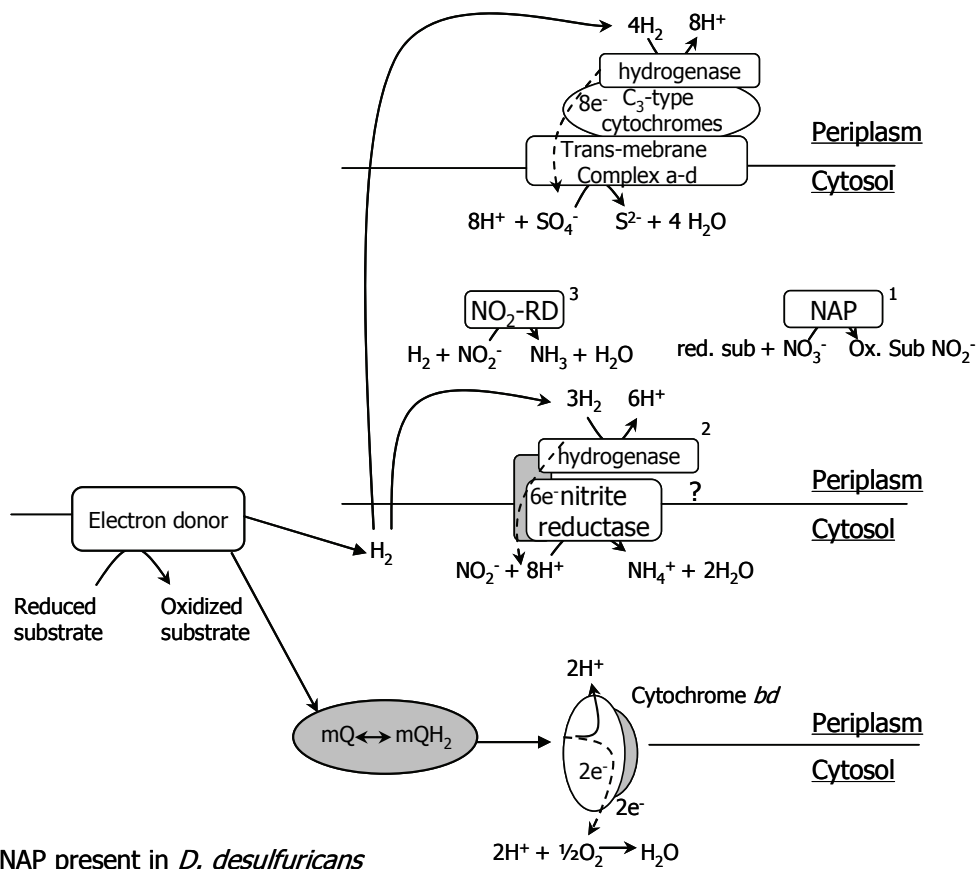 4H₂ 8H⁺
hydrogenase
8e⁻ C₃-type
cytochromes
Trans-mebrane
Complex a-d
Periplasm
Cytosol
8H⁺ + SO₄⁻ S²⁻ + 4 H₂O
NO₂-RD ³
H₂ + NO₂⁻ NH₃ + H₂O
NAP ¹
red. sub + NO₃⁻ Ox. Sub NO₂⁻
3H₂ 6H⁺
hydrogenase ²
6e⁻ nitrite
reductase
?
Periplasm
Cytosol
NO₂⁻ + 8H⁺ NH₄⁺ + 2H₂O
Electron donor
H₂
Reduced
substrate
Oxidized
substrate
mQ mQH₂
2H⁺
Cytochrome bd
Periplasm
Cytosol
2e⁻
2e⁻
2H⁺ + ½O₂ H₂O
NAP present in D. desulfuricans